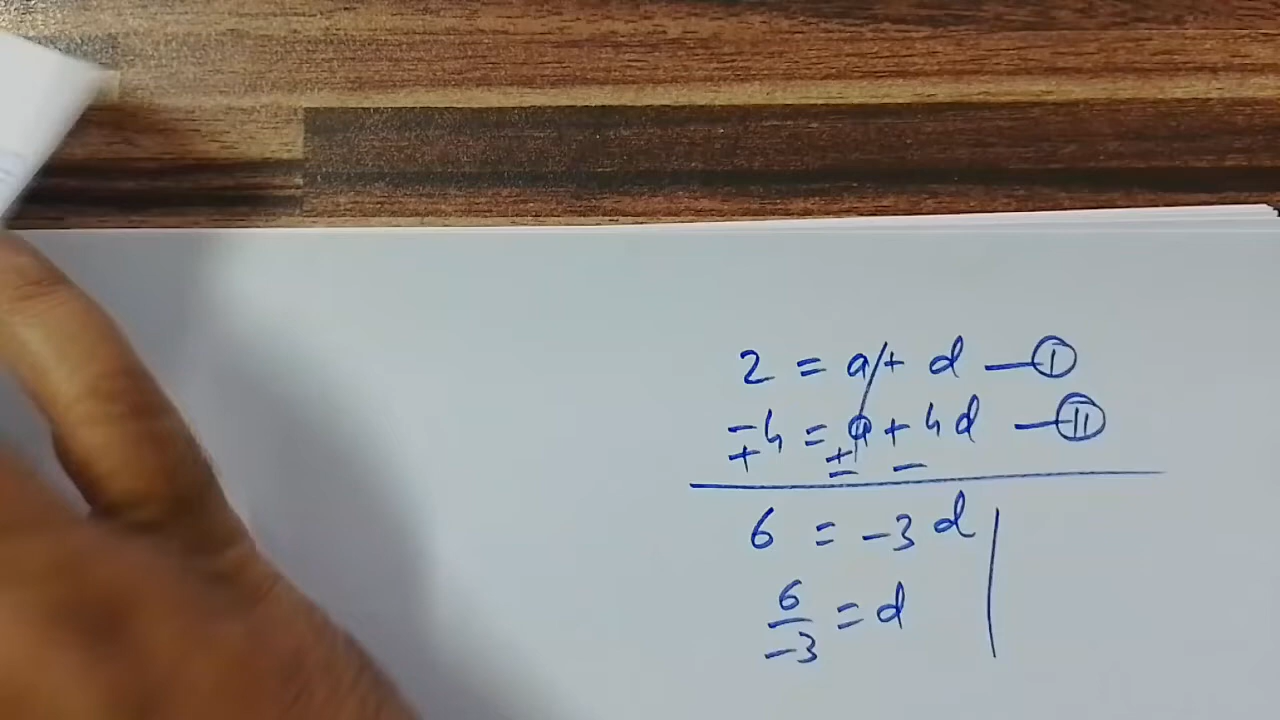 2 = a + d — I
-4 = a + 4d — II
+ ± -
6 = -3d
6/-3 = d